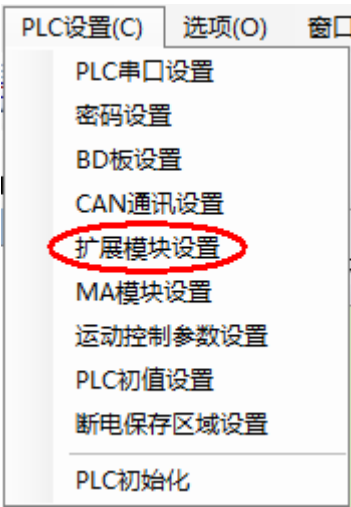 PLC设置(C) 选项(O) 窗口
PLC串口设置
密码设置
BD板设置
CAN通讯设置
扩展模块设置
MA模块设置
运动控制参数设置
PLC初值设置
断电保存区域设置
PLC初始化